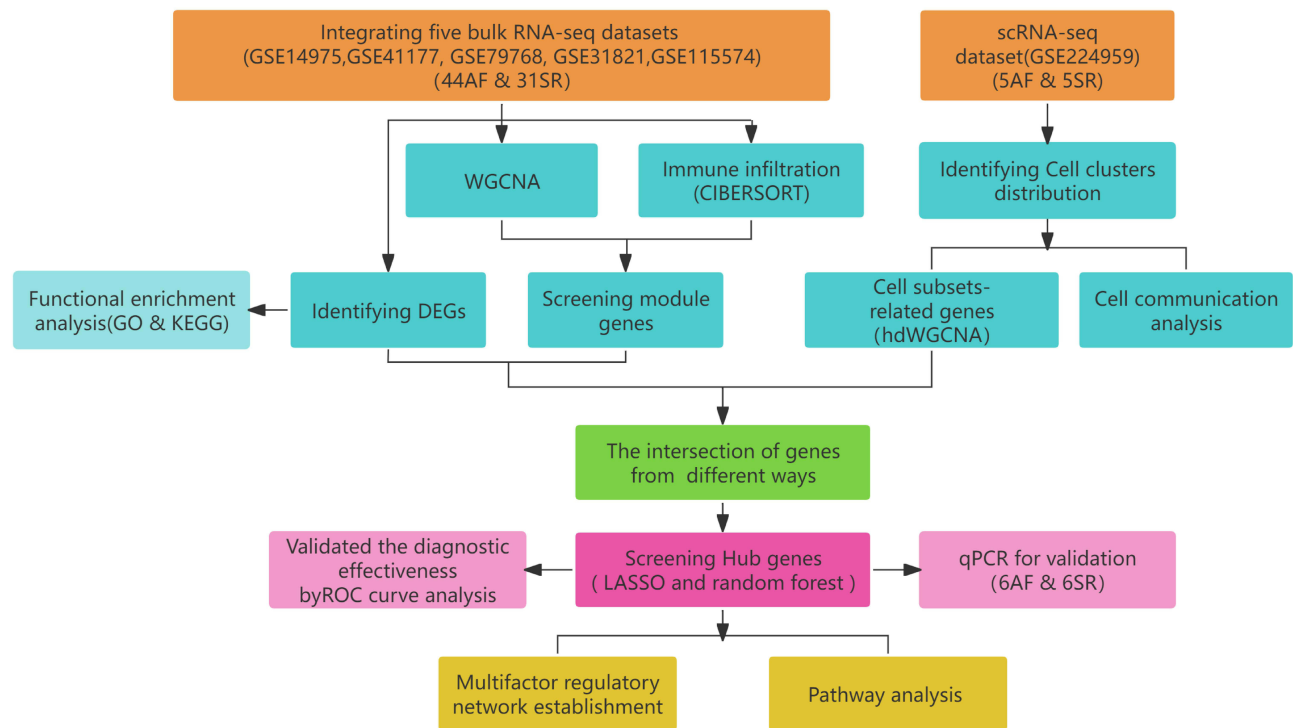 Integrating five bulk RNA-seq datasets
(GSE14975,GSE41177, GSE79768, GSE31821,GSE115574)
(44AF & 31SR)
scRNA-seq
dataset(GSE224959)
(5AF & 5SR)
WGCNA
Immune infiltration
(CIBERSORT)
Identifying Cell clusters
distribution
Functional enrichment
analysis(GO & KEGG)
Identifying DEGs
Screening module
genes
Cell subsets-
related genes
(hdWGCNA)
Cell communication
analysis
The intersection of genes
from  different ways
Validated the diagnostic
effectiveness
byROC curve analysis
Screening Hub genes
( LASSO and random forest )
qPCR for validation
(6AF & 6SR)
Multifactor regulatory
network establishment
Pathway analysis